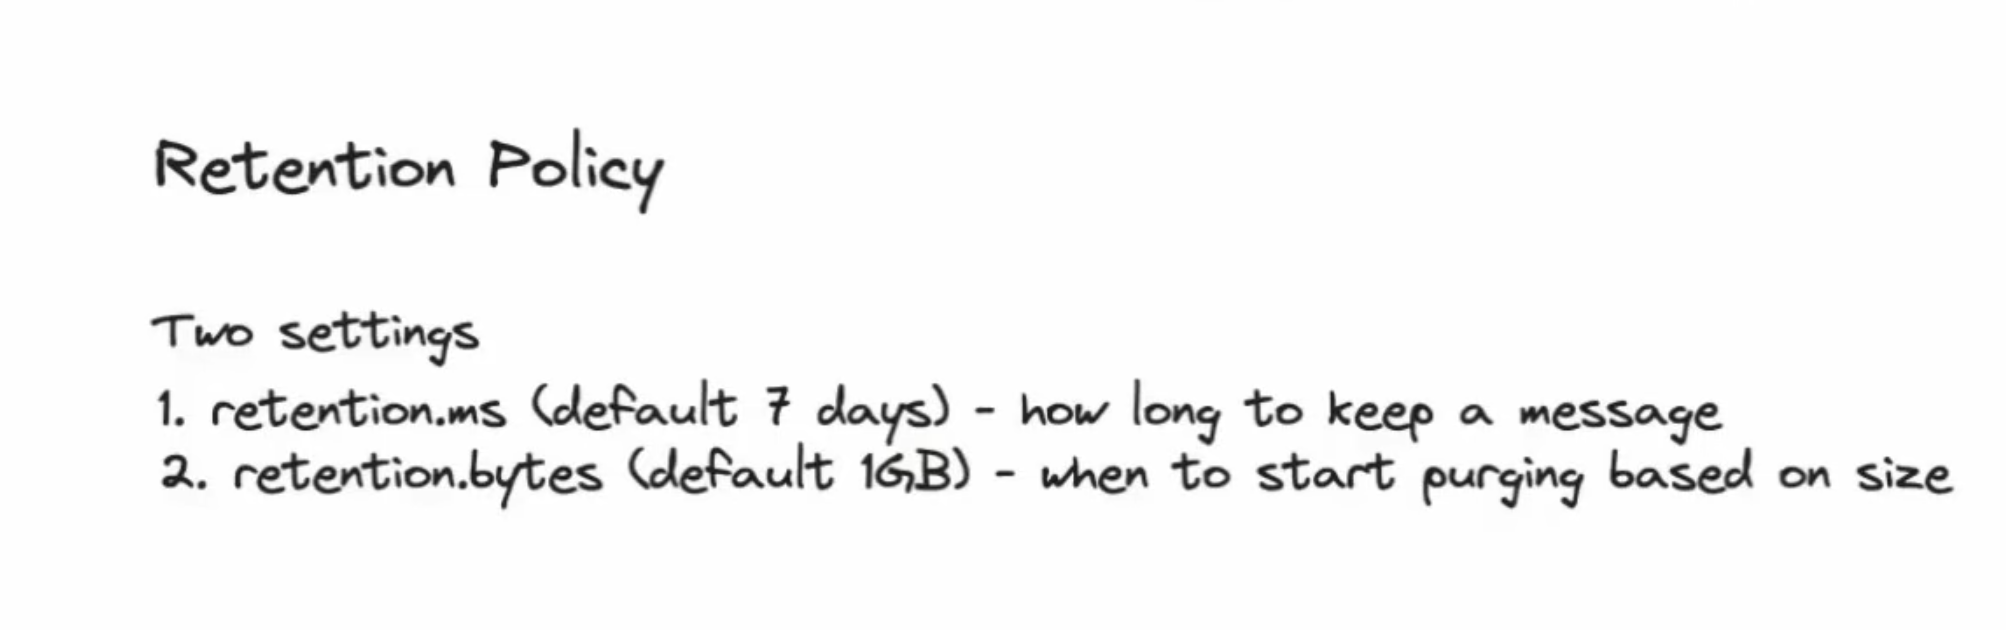 Retention Policy
Two settings
1. retention.ms (default 7 days) - how long to keep a message
2. retention.bytes (default 1GB) - when to start purging based on size